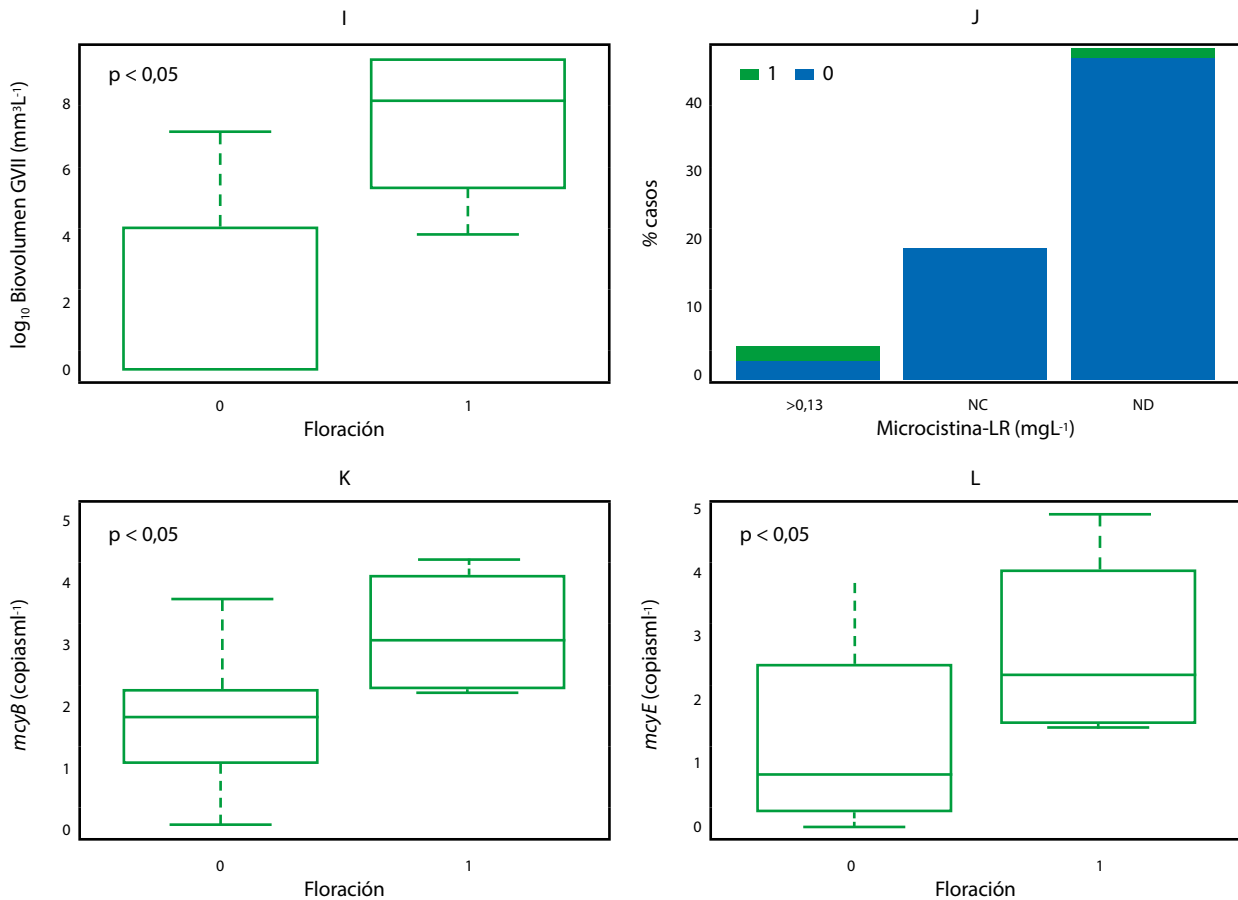 I
p < 0,05
log₁₀ Biovolumen GVII (mm³L⁻¹)
8
6
4
2
0
0
1
Floración
J
1
0
% casos
40
30
20
10
0
>0,13
NC
ND
Microcistina-LR (mgL⁻¹)
K
p < 0,05
mcyB (copiasml⁻¹)
5
4
3
2
1
0
0
1
Floración
L
p < 0,05
mcyE (copiasml⁻¹)
5
4
3
2
1
0
0
1
Floración